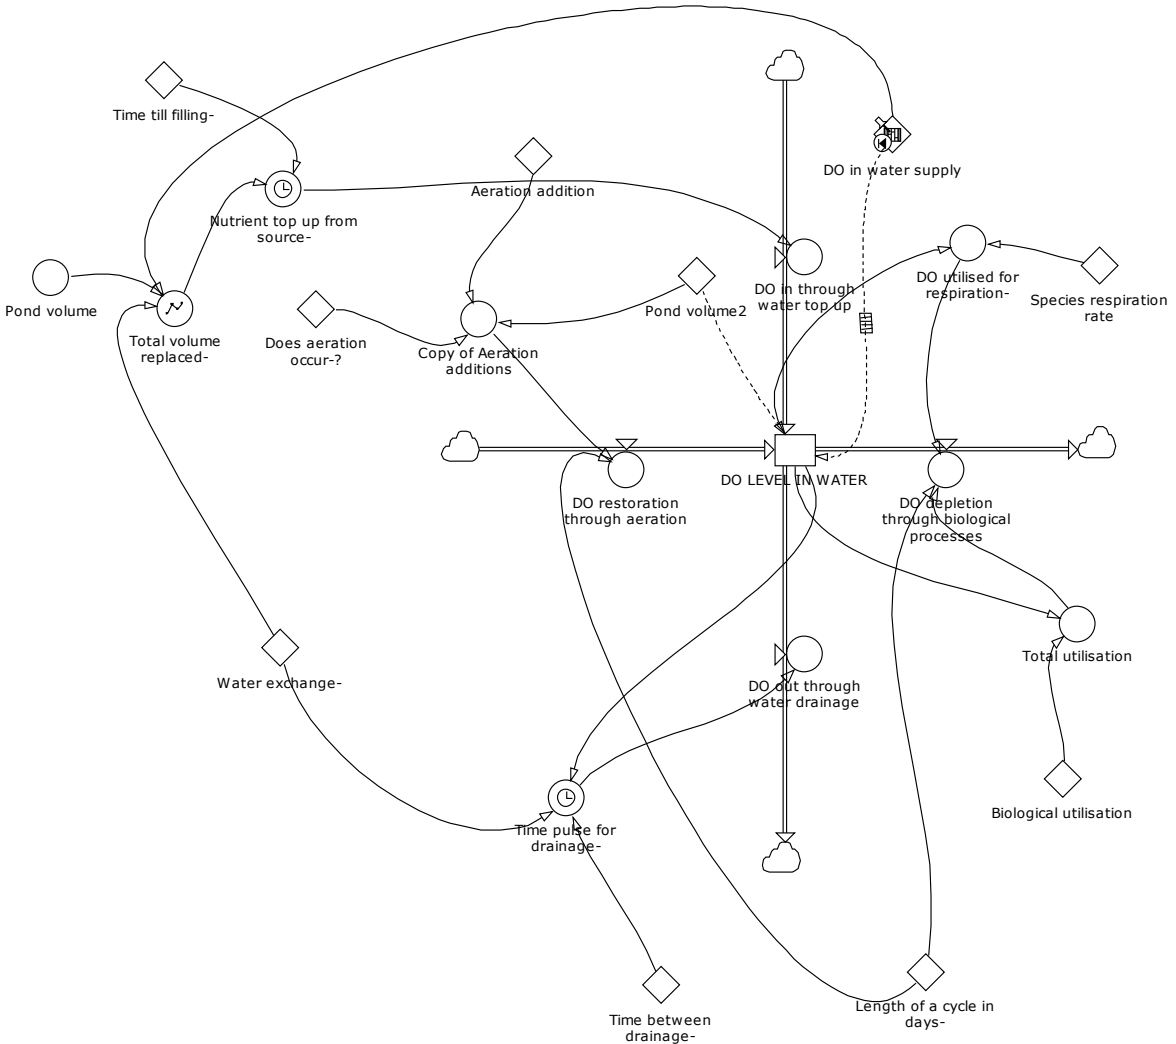 Time till filling-
DO in water supply
Aeration addition
Nutrient top up from
source-
DO utilised for
respiration-
DO in through
water top up
Species respiration
rate
Pond volume
Pond volume2
Total volume
replaced-
Does aeration
occur-?
Copy of Aeration
additions
DO LEVEL IN WATER
DO restoration
through aeration
DO depletion
through biological
processes
Total utilisation
Water exchange-
DO out through
water drainage
Biological utilisation
Time pulse for
drainage-
Length of a cycle in
days-
Time between
drainage-